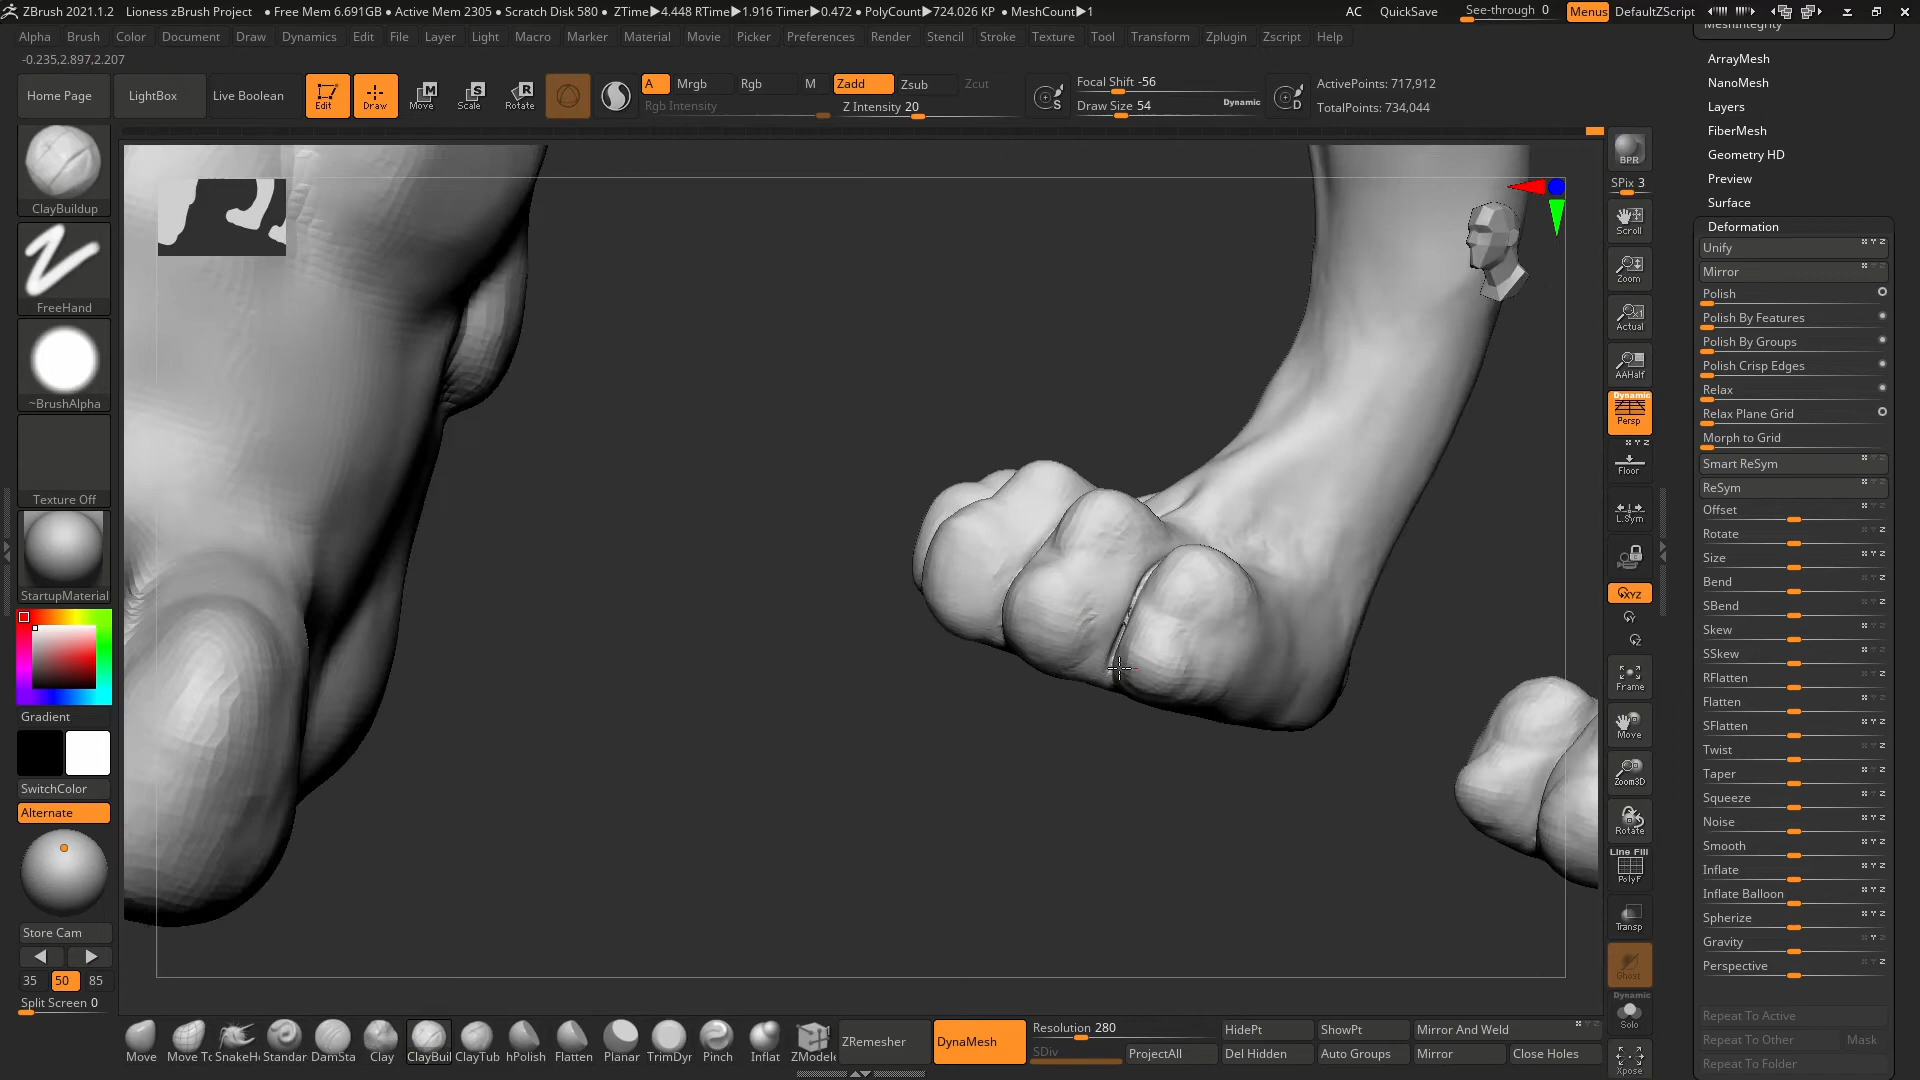 ZBrush 2021.1.2 Lioness zBrush Project ● Free Mem 6.691GB ● Active Mem 2305 ● Scratch Disk 580 ● ZTime▶4.448 RTime▶1.916 Timer▶0.472 ● PolyCount▶724.026 KP ● MeshCount▶1 AC QuickSave See-through 0 Menus DefaultZScript
Alpha Brush Color Document Draw Dynamics Edit File Layer Light Macro Marker Material Movie Picker Preferences Render Stencil Stroke Texture Tool Transform Zplugin Zscript Help
-0.235,2.897,2.207
Home Page LightBox Live Boolean Edit Draw Move Scale Rotate
A Mrgb Rgb M Zadd Zsub Zcut
Rgb Intensity Z Intensity 20
Focal Shift -56
Draw Size 54 Dynamic
ActivePoints: 717,912
TotalPoints: 734,044
ClayBuildup
FreeHand
~BrushAlpha
Texture Off
StartupMaterial
Gradient
SwitchColor
Alternate
Store Cam
35 50 85
Split Screen 0
BPR
SPix 3
Scroll
Zoom
Actual
AAHalf
Dynamic
Persp
Floor
L.Sym
XYZ
Frame
Move
Zoom3D
Rotate
Line Fill
PolyF
Transp
Ghost
Dynamic
Solo
Xpose
MeshIntegrity
ArrayMesh
NanoMesh
Layers
FiberMesh
Geometry HD
Preview
Surface
Deformation
Unify
Mirror
Polish
Polish By Features
Polish By Groups
Polish Crisp Edges
Relax
Relax Plane Grid
Morph to Grid
Smart ReSym
ReSym
Offset
Rotate
Size
Bend
SBend
Skew
SSkew
RFlatten
Flatten
SFlatten
Twist
Taper
Squeeze
Noise
Smooth
Inflate
Inflate Balloon
Spherize
Gravity
Perspective
Repeat To Active
Repeat To Other Mask
Repeat To Folder
Move Move Tc SnakeH Standar DamSta Clay ClayBuil ClayTub hPolish Flatten Planar TrimDyr Pinch Inflat ZModele
ZRemesher DynaMesh
Resolution 280
SDiv ProjectAll
HidePt ShowPt Mirror And Weld
Del Hidden Auto Groups Mirror Close Holes